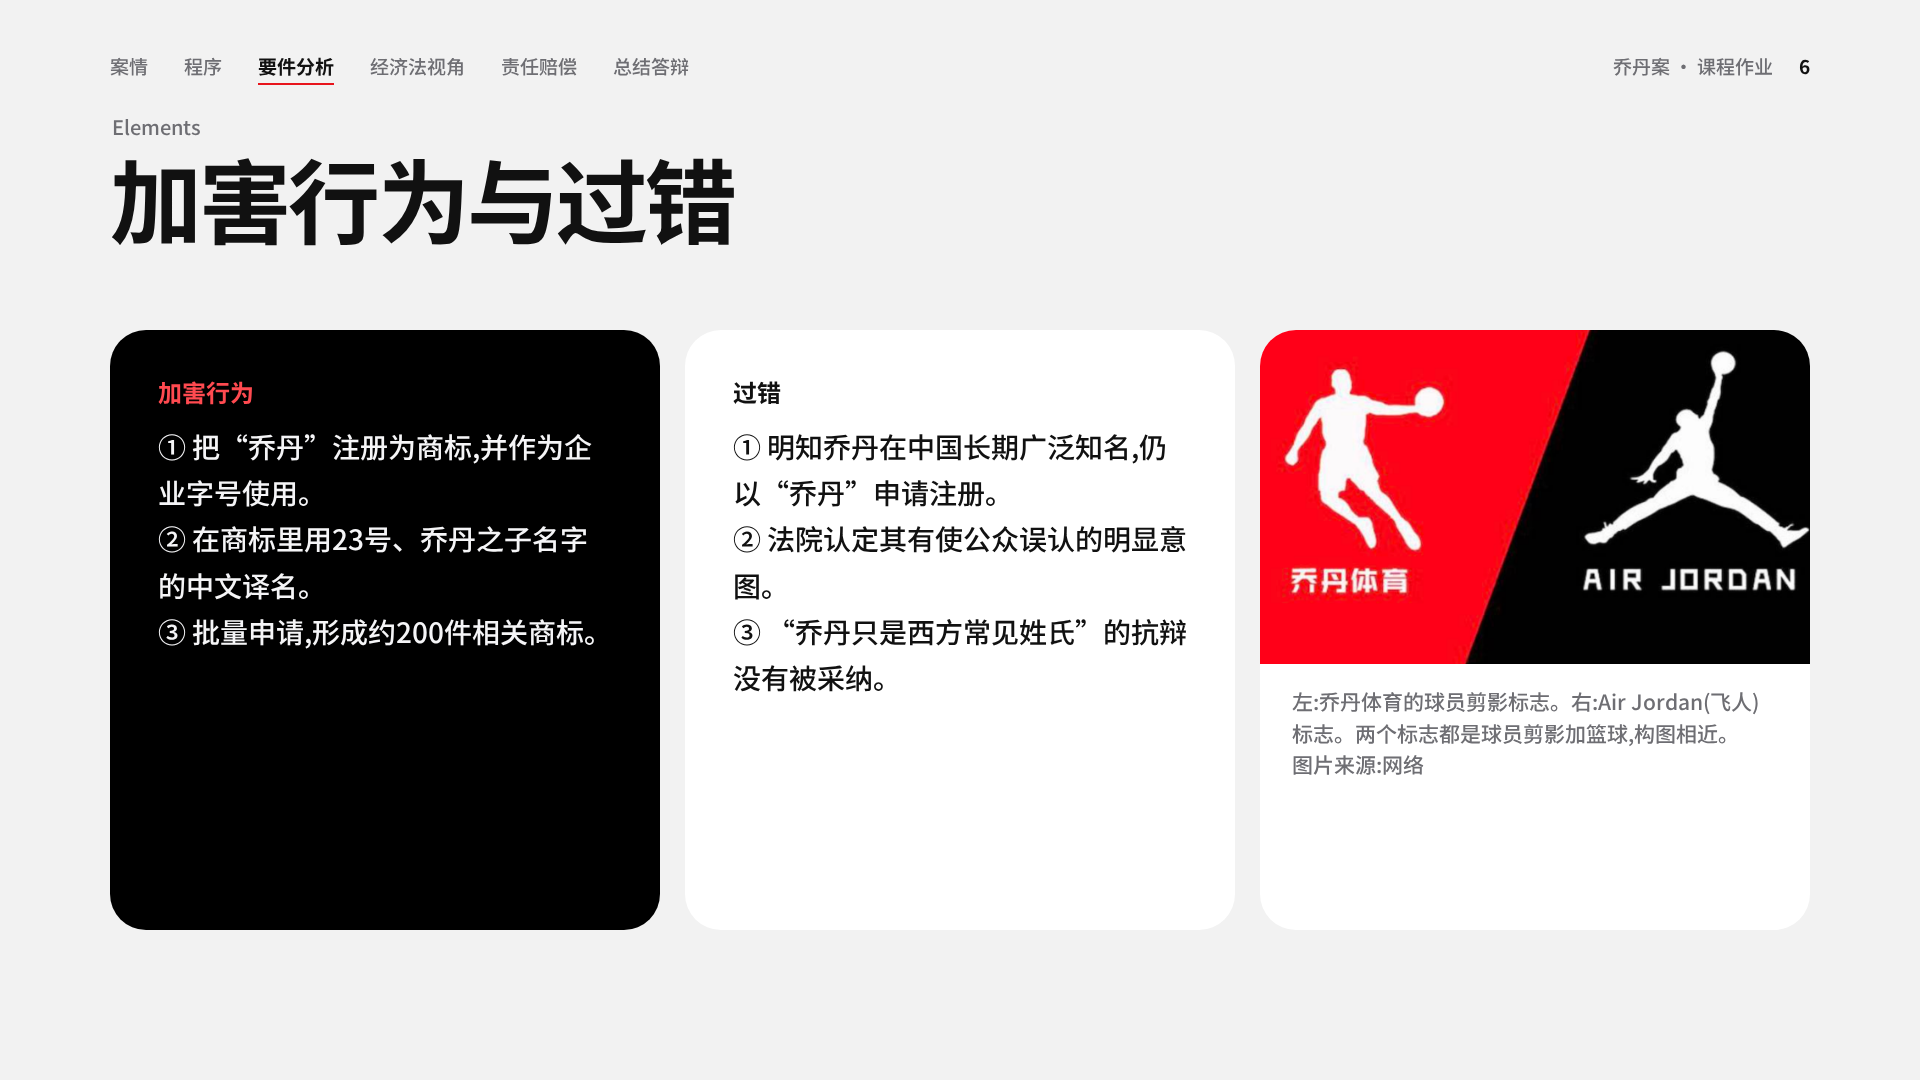 案情 程序 要件分析 经济法视角 责任赔偿 总结答辩 乔丹案 · 课程作业 6
Elements
加害行为与过错
加害行为
① 把“乔丹”注册为商标,并作为企
业字号使用。
② 在商标里用23号、乔丹之子名字
的中文译名。
③ 批量申请,形成约200件相关商标。
过错
① 明知乔丹在中国长期广泛知名,仍
以“乔丹”申请注册。
② 法院认定其有使公众误认的明显意
图。
③ “乔丹只是西方常见姓氏”的抗辩
没有被采纳。
乔丹体育
AIR JORDAN
左:乔丹体育的球员剪影标志。右:Air Jordan(飞人)
标志。两个标志都是球员剪影加篮球,构图相近。
图片来源:网络